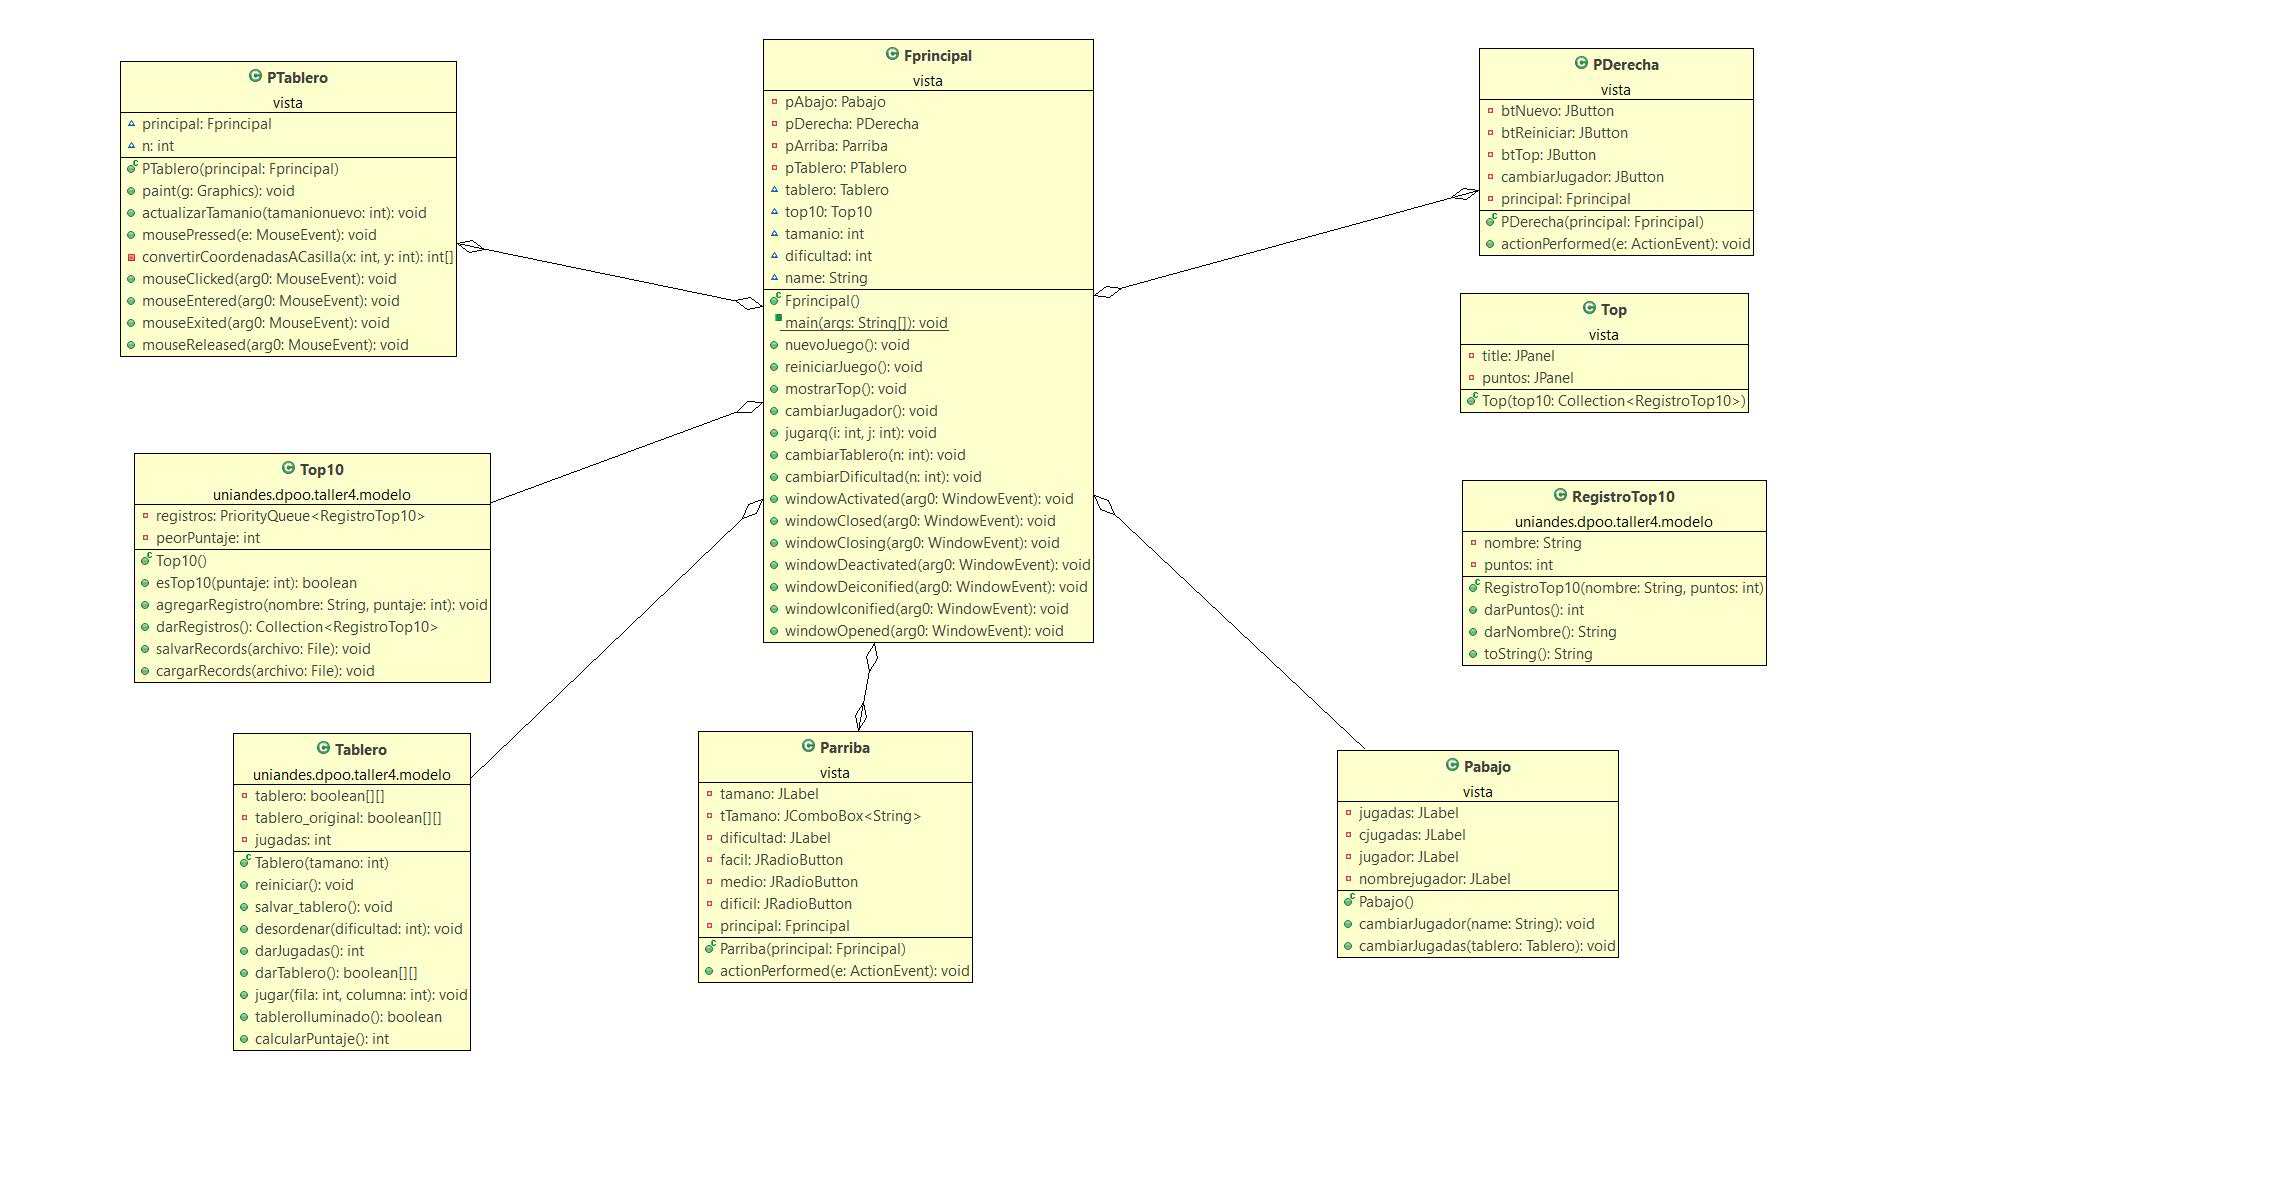 PTablero
vista
principal: Fprincipal
n: int
PTablero(principal: Fprincipal)
paint(g: Graphics): void
actualizarTamanio(tamanionuevo: int): void
mousePressed(e: MouseEvent): void
convertirCoordenadasACasilla(x: int, y: int): int[]
mouseClicked(arg0: MouseEvent): void
mouseEntered(arg0: MouseEvent): void
mouseExited(arg0: MouseEvent): void
mouseReleased(arg0: MouseEvent): void
Fprincipal
vista
pAbajo: Pabajo
pDerecha: PDerecha
pArriba: Parriba
pTablero: PTablero
tablero: Tablero
top10: Top10
tamanio: int
dificultad: int
name: String
Fprincipal()
main(args: String[]): void
nuevoJuego(): void
reiniciarJuego(): void
mostrarTop(): void
cambiarJugador(): void
jugarq(i: int, j: int): void
cambiarTablero(n: int): void
cambiarDificultad(n: int): void
windowActivated(arg0: WindowEvent): void
windowClosed(arg0: WindowEvent): void
windowClosing(arg0: WindowEvent): void
windowDeactivated(arg0: WindowEvent): void
windowDeiconified(arg0: WindowEvent): void
windowIconified(arg0: WindowEvent): void
windowOpened(arg0: WindowEvent): void
PDerecha
vista
btNuevo: JButton
btReiniciar: JButton
btTop: JButton
cambiarJugador: JButton
principal: Fprincipal
PDerecha(principal: Fprincipal)
actionPerformed(e: ActionEvent): void
Top
vista
title: JPanel
puntos: JPanel
Top(top10: Collection<RegistroTop10>)
Top10
uniandes.dpoo.taller4.modelo
registros: PriorityQueue<RegistroTop10>
peorPuntaje: int
Top10()
esTop10(puntaje: int): boolean
agregarRegistro(nombre: String, puntaje: int): void
darRegistros(): Collection<RegistroTop10>
salvarRecords(archivo: File): void
cargarRecords(archivo: File): void
RegistroTop10
uniandes.dpoo.taller4.modelo
nombre: String
puntos: int
RegistroTop10(nombre: String, puntos: int)
darPuntos(): int
darNombre(): String
toString(): String
Tablero
uniandes.dpoo.taller4.modelo
tablero: boolean[][]
tablero_original: boolean[][]
jugadas: int
Tablero(tamano: int)
reiniciar(): void
salvar_tablero(): void
desordenar(dificultad: int): void
darJugadas(): int
darTablero(): boolean[][]
jugar(fila: int, columna: int): void
tableroIluminado(): boolean
calcularPuntaje(): int
Parriba
vista
tamano: JLabel
tTamano: JComboBox<String>
dificultad: JLabel
facil: JRadioButton
medio: JRadioButton
dificil: JRadioButton
principal: Fprincipal
Parriba(principal: Fprincipal)
actionPerformed(e: ActionEvent): void
Pabajo
vista
jugadas: JLabel
cjugadas: JLabel
jugador: JLabel
nombrejugador: JLabel
Pabajo()
cambiarJugador(name: String): void
cambiarJugadas(tablero: Tablero): void